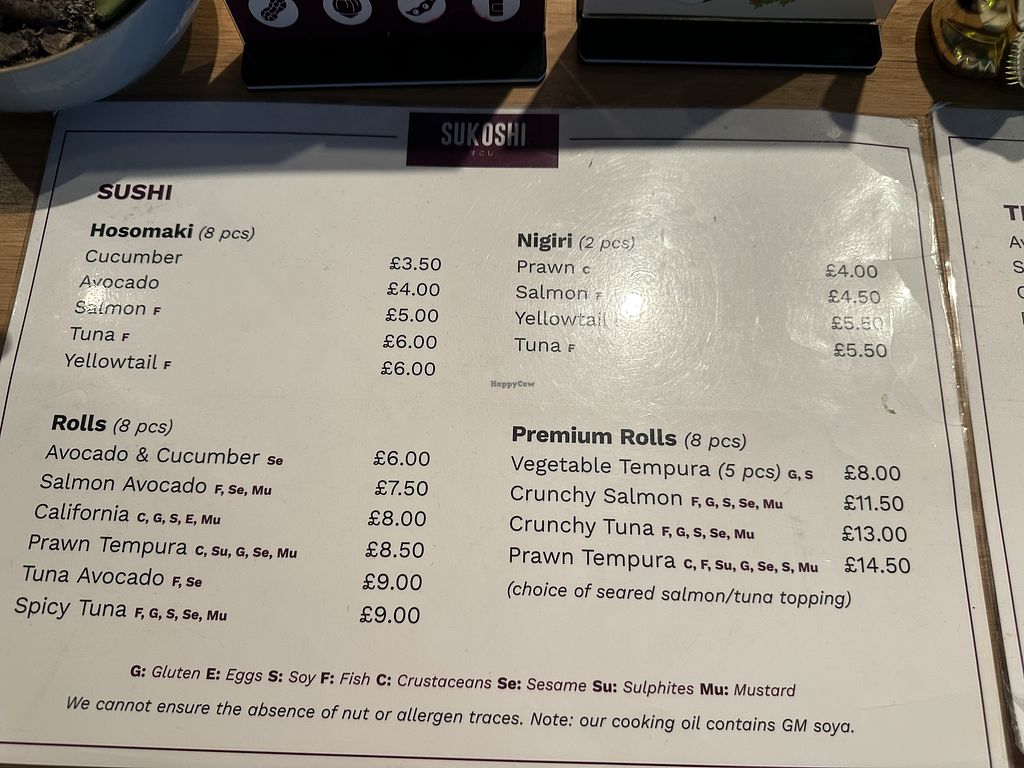 SUKOSHI
すこし
SUSHI
Hosomaki (8 pcs)
Cucumber £3.50
Avocado £4.00
Salmon F £5.00
Tuna F £6.00
Yellowtail F £6.00
Nigiri (2 pcs)
Prawn C £4.00
Salmon F £4.50
Yellowtail £5.50
Tuna F £5.50
HappyCow
Rolls (8 pcs)
Avocado & Cucumber Se £6.00
Salmon Avocado F, Se, Mu £7.50
California C, G, S, E, Mu £8.00
Prawn Tempura C, Su, G, Se, Mu £8.50
Tuna Avocado F, Se £9.00
Spicy Tuna F, G, S, Se, Mu £9.00
Premium Rolls (8 pcs)
Vegetable Tempura (5 pcs) G, S £8.00
Crunchy Salmon F, G, S, Se, Mu £11.50
Crunchy Tuna F, G, S, Se, Mu £13.00
Prawn Tempura C, F, Su, G, Se, S, Mu £14.50
(choice of seared salmon/tuna topping)
G: Gluten E: Eggs S: Soy F: Fish C: Crustaceans Se: Sesame Su: Sulphites Mu: Mustard
We cannot ensure the absence of nut or allergen traces. Note: our cooking oil contains GM soya.